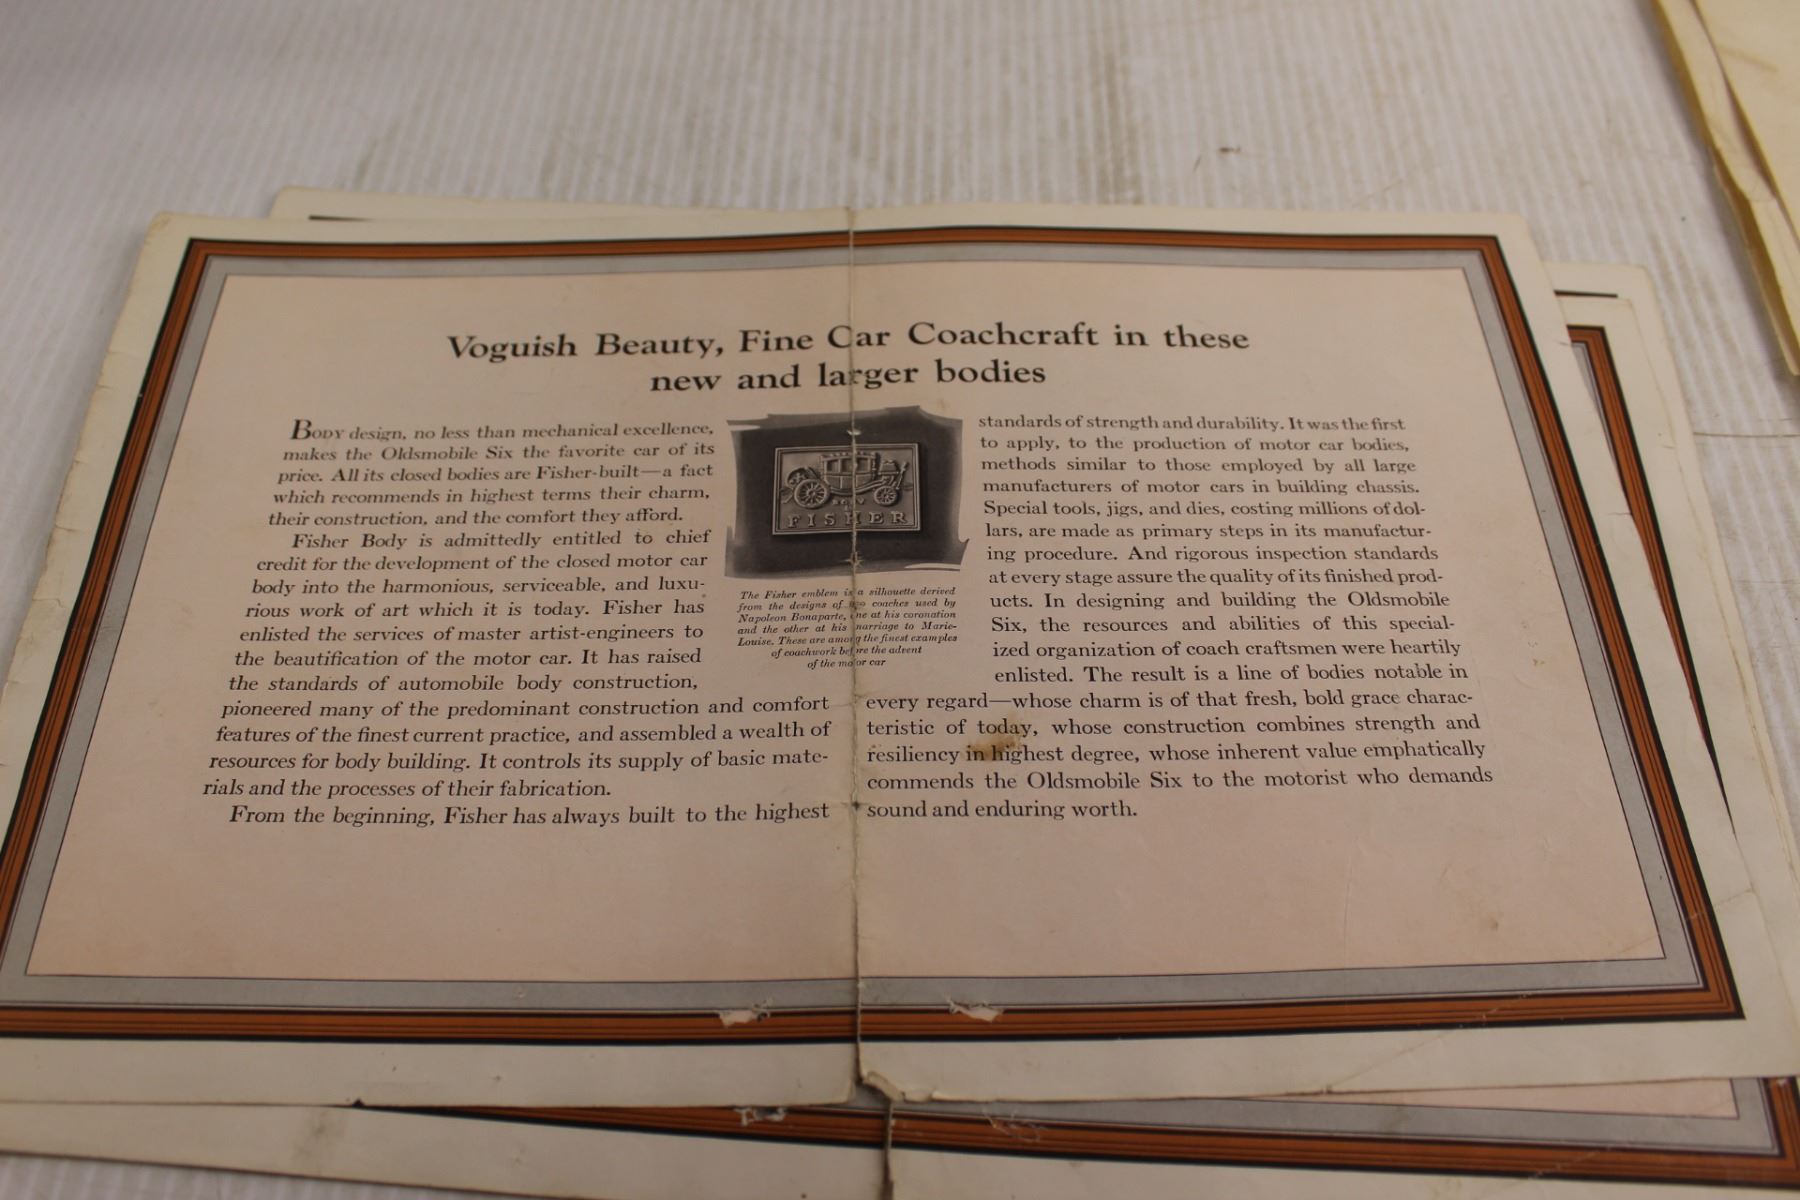 Voguish Beauty, Fine Car Coachcraft in these
new and larger bodies
BODY design, no less than mechanical excellence,
makes the Oldsmobile Six the favorite car of its
price. All its closed bodies are Fisher-built—a fact
which recommends in highest terms their charm,
their construction, and the comfort they afford.
Fisher Body is admittedly entitled to chief
credit for the development of the closed motor car
body into the harmonious, serviceable, and luxu-
rious work of art which it is today. Fisher has
enlisted the services of master artist-engineers to
the beautification of the motor car. It has raised
the standards of automobile body construction,
pioneered many of the predominant construction and comfort
features of the finest current practice, and assembled a wealth of
resources for body building. It controls its supply of basic mate-
rials and the processes of their fabrication.
From the beginning, Fisher has always built to the highest
BODY
FISHER
The Fisher emblem is a silhouette derived
from the designs of two coaches used by
Napoleon Bonaparte, one at his coronation
and the other at his marriage to Marie-
Louise. These are among the finest examples
of coachwork before the advent
of the motor car
standards of strength and durability. It was the first
to apply, to the production of motor car bodies,
methods similar to those employed by all large
manufacturers of motor cars in building chassis.
Special tools, jigs, and dies, costing millions of dol-
lars, are made as primary steps in its manufactur-
ing procedure. And rigorous inspection standards
at every stage assure the quality of its finished prod-
ucts. In designing and building the Oldsmobile
Six, the resources and abilities of this special-
ized organization of coach craftsmen were heartily
enlisted. The result is a line of bodies notable in
every regard—whose charm is of that fresh, bold grace charac-
teristic of today, whose construction combines strength and
resiliency in highest degree, whose inherent value emphatically
commends the Oldsmobile Six to the motorist who demands
sound and enduring worth.